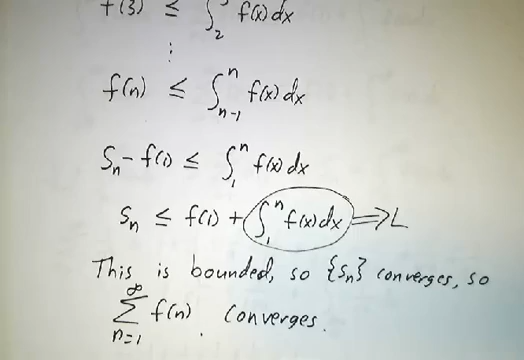 f(3) ≤ ∫₂³ f(x)dx
⋮
f(n) ≤ ∫ₙ₋₁ⁿ f(x)dx
Sₙ - f(1) ≤ ∫₁ⁿ f(x)dx
Sₙ ≤ f(1) + ∫₁ⁿ f(x)dx ⇒ L
This is bounded, so {Sₙ} converges, so
∞
Σ f(n) converges.
n=1